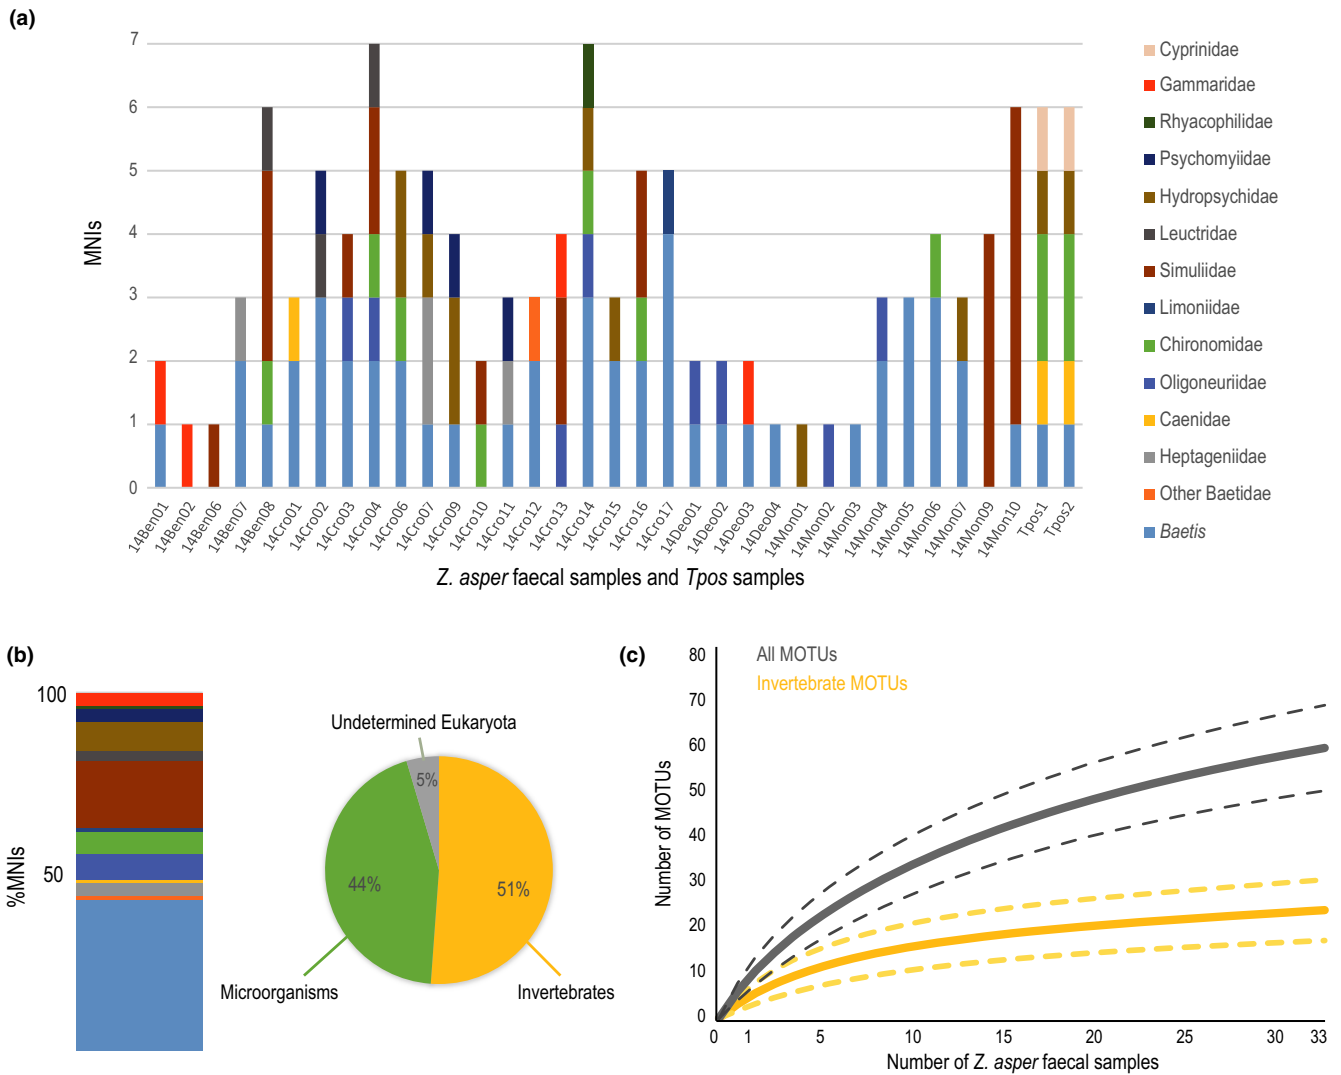 (a)
7
6
5
4
3
2
1
0
MNIs
14Ben01
14Ben02
14Ben06
14Ben07
14Ben08
14Cro01
14Cro02
14Cro03
14Cro04
14Cro06
14Cro07
14Cro09
14Cro10
14Cro11
14Cro12
14Cro13
14Cro14
14Cro15
14Cro16
14Cro17
14Deo01
14Deo02
14Deo03
14Deo04
14Mon01
14Mon02
14Mon03
14Mon04
14Mon05
14Mon06
14Mon07
14Mon09
14Mon10
Tpos1
Tpos2
Z. asper faecal samples and Tpos samples
Cyprinidae
Gammaridae
Rhyacophilidae
Psychomyiidae
Hydropsychidae
Leuctridae
Simuliidae
Limoniidae
Chironomidae
Oligoneuriidae
Caenidae
Heptageniidae
Other Baetidae
Baetis
(b)
100
50
%MNIs
Undetermined Eukaryota
5%
44%
51%
Microorganisms
Invertebrates
(c)
All MOTUs
Invertebrate MOTUs
80
70
60
50
40
30
20
10
0
Number of MOTUs
0 1 5 10 15 20 25 30 33
Number of Z. asper faecal samples